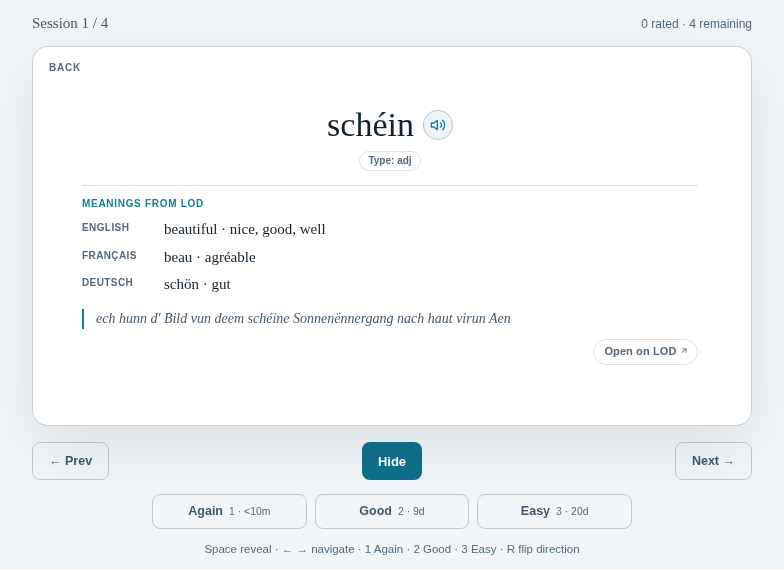 Session 1 / 4
0 rated · 4 remaining
BACK
schéin
Type: adj
MEANINGS FROM LOD
ENGLISH beautiful · nice, good, well
FRANÇAIS beau · agréable
DEUTSCH schön · gut
ech hunn d' Bild vun deem schéine Sonnenënnergang nach haut virun Aen
Open on LOD ↗
← Prev
Hide
Next →
Again 1 · <10m
Good 2 · 9d
Easy 3 · 20d
Space reveal · ← → navigate · 1 Again · 2 Good · 3 Easy · R flip direction